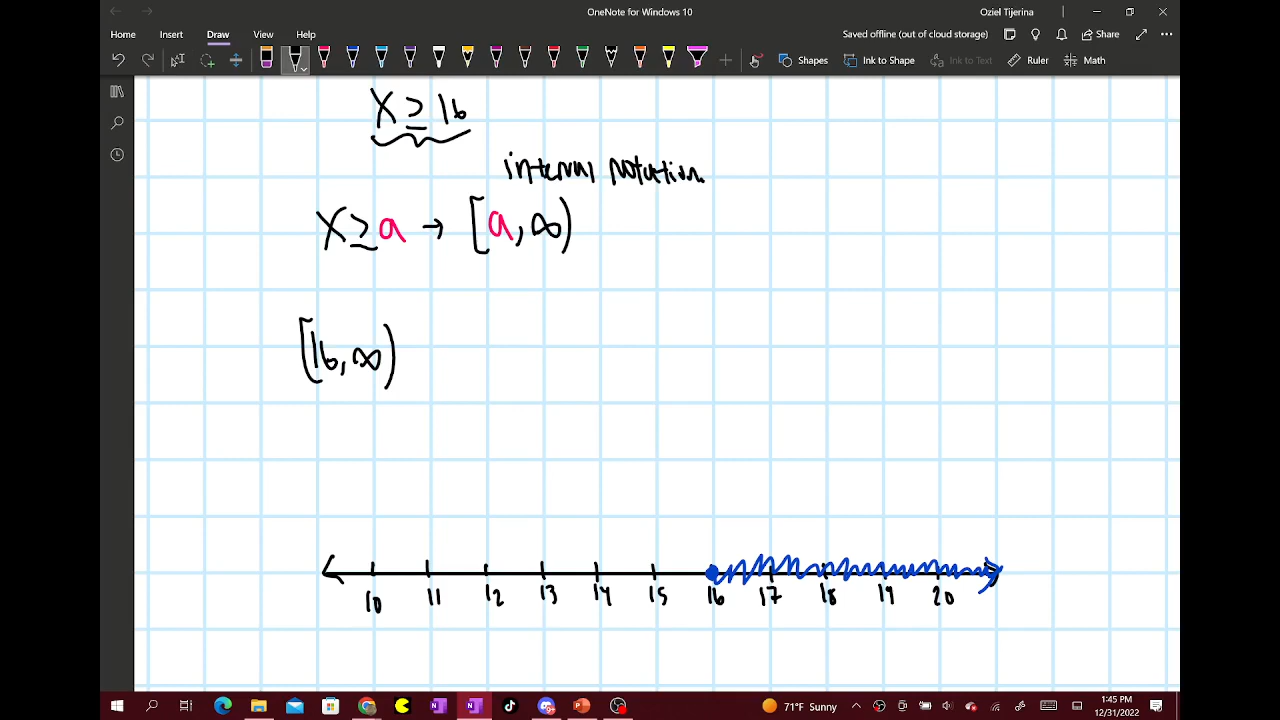 OneNote for Windows 10
Oziel Tijerina
Home Insert Draw View Help
Saved offline (out of cloud storage)
Share
Shapes
Ink to Shape
Ink to Text
Ruler
Math
X ≥ 16
interval notation
X ≥ a → [a, ∞)
[16, ∞)
10 11 12 13 14 15 16 17 18 19 20
71°F Sunny
1:45 PM
12/31/2022